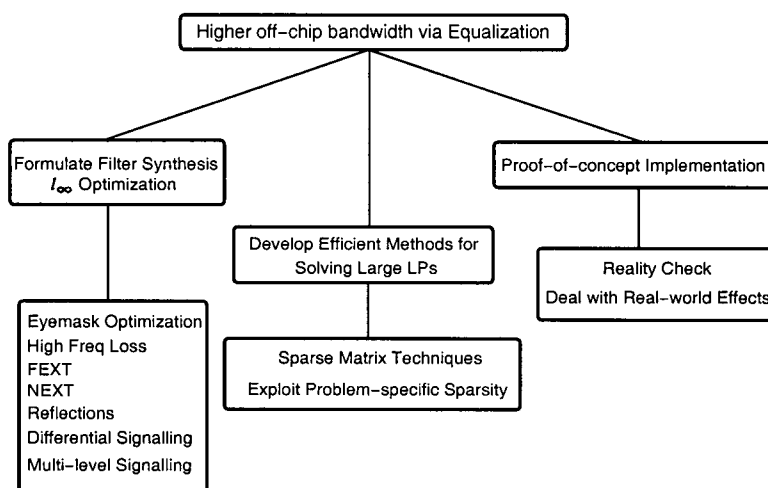 Higher off-chip bandwidth via Equalization
Formulate Filter Synthesis
l∞ Optimization
Proof-of-concept Implementation
Develop Efficient Methods for
Solving Large LPs
Reality Check
Deal with Real-world Effects
Eyemask Optimization
High Freq Loss
FEXT
NEXT
Reflections
Differential Signalling
Multi-level Signalling
Sparse Matrix Techniques
Exploit Problem-specific Sparsity